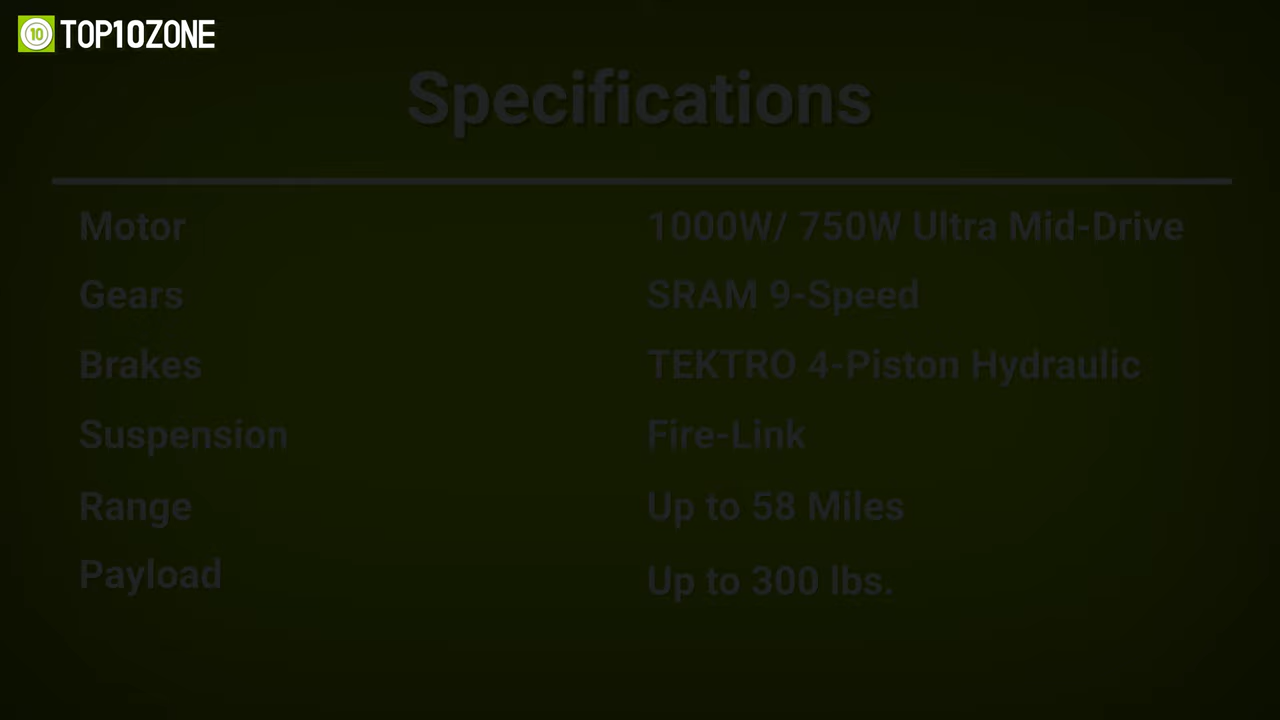 10 TOP10ZONE
Specifications
Motor 1000W/ 750W Ultra Mid-Drive
Gears SRAM 9-Speed
Brakes TEKTRO 4-Piston Hydraulic
Suspension Fire-Link
Range Up to 58 Miles
Payload Up to 300 lbs.